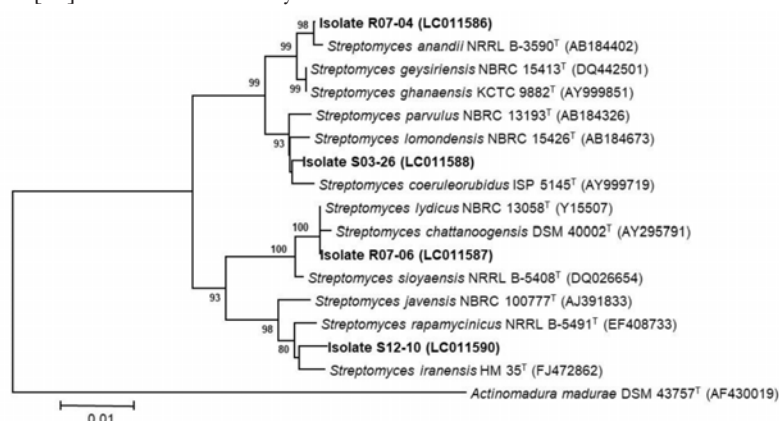 98 Isolate R07-04 (LC011586)
99 Streptomyces anandii NRRL B-3590ᵀ (AB184402)
99 Streptomyces geysiriensis NBRC 15413ᵀ (DQ442501)
99 Streptomyces ghanaensis KCTC 9882ᵀ (AY999851)
Streptomyces parvulus NBRC 13193ᵀ (AB184326)
93 Streptomyces lomondensis NBRC 15426ᵀ (AB184673)
Isolate S03-26 (LC011588)
Streptomyces coeruleorubidus ISP 5145ᵀ (AY999719)
Streptomyces lydicus NBRC 13058ᵀ (Y15507)
100 Streptomyces chattanoogensis DSM 40002ᵀ (AY295791)
100 Isolate R07-06 (LC011587)
Streptomyces sioyaensis NRRL B-5408ᵀ (DQ026654)
93 Streptomyces javensis NBRC 100777ᵀ (AJ391833)
98 Streptomyces rapamycinicus NRRL B-5491ᵀ (EF408733)
80 Isolate S12-10 (LC011590)
Streptomyces iranensis HM 35ᵀ (FJ472862)
Actinomadura madurae DSM 43757ᵀ (AF430019)
0.01